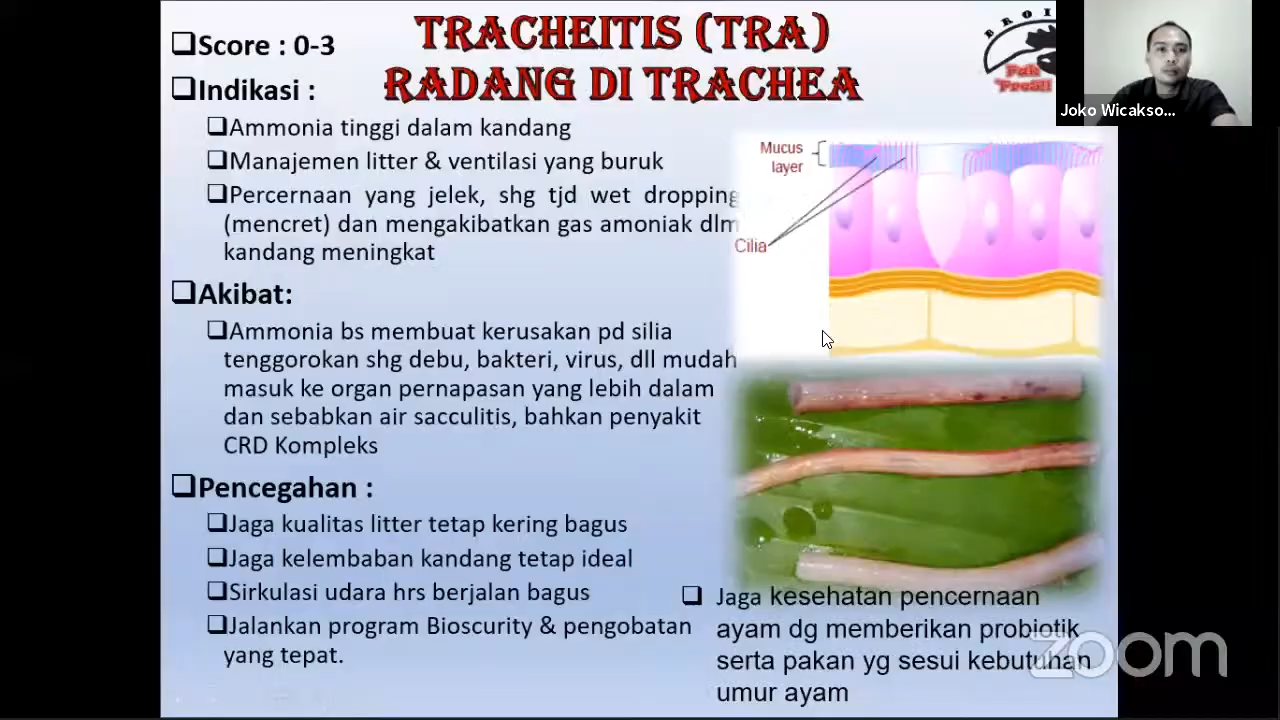 TRACHEITIS (TRA)
RADANG DI TRACHEA
Score : 0-3
Indikasi :
Ammonia tinggi dalam kandang
Manajemen litter & ventilasi yang buruk
Percernaan yang jelek, shg tjd wet dropping
(mencret) dan mengakibatkan gas amoniak dlm
kandang meningkat
Akibat:
Ammonia bs membuat kerusakan pd silia
tenggorokan shg debu, bakteri, virus, dll mudah
masuk ke organ pernapasan yang lebih dalam
dan sebabkan air sacculitis, bahkan penyakit
CRD Kompleks
Pencegahan :
Jaga kualitas litter tetap kering bagus
Jaga kelembaban kandang tetap ideal
Sirkulasi udara hrs berjalan bagus
Jalankan program Bioscurity & pengobatan
yang tepat.
Jaga kesehatan pencernaan
ayam dg memberikan probiotik
serta pakan yg sesui kebutuhan
umur ayam
Mucus
layer
Cilia
BROI
Joko Wicakso...
zoom